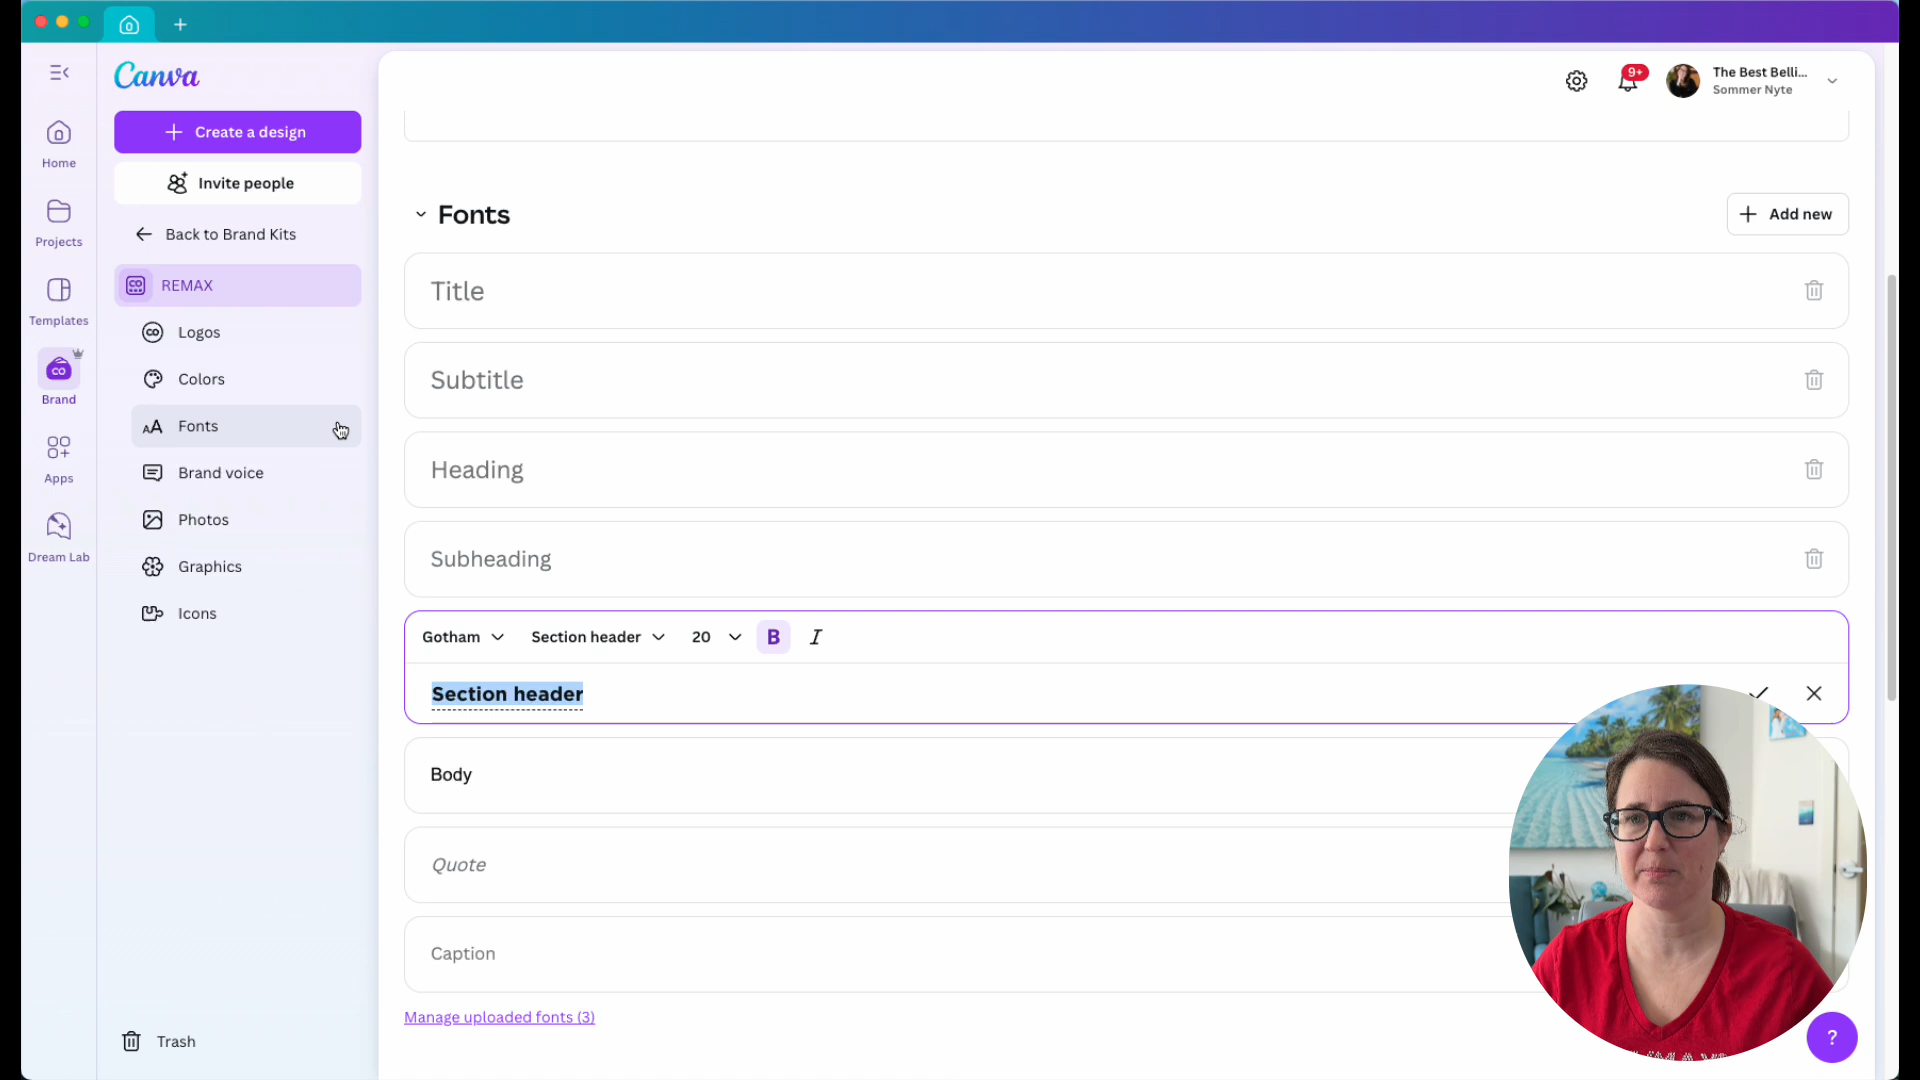 Canva
9+
The Best Belli...
Sommer Nyte
Create a design
Invite people
Back to Brand Kits
REMAX
Logos
Colors
Fonts
Brand voice
Photos
Graphics
Icons
Trash
Home
Projects
Templates
CO
Brand
Apps
Dream Lab
Fonts
Add new
Title
Subtitle
Heading
Subheading
Gotham
Section header
20
B
I
Section header
Body
Quote
Caption
Manage uploaded fonts (3)
?